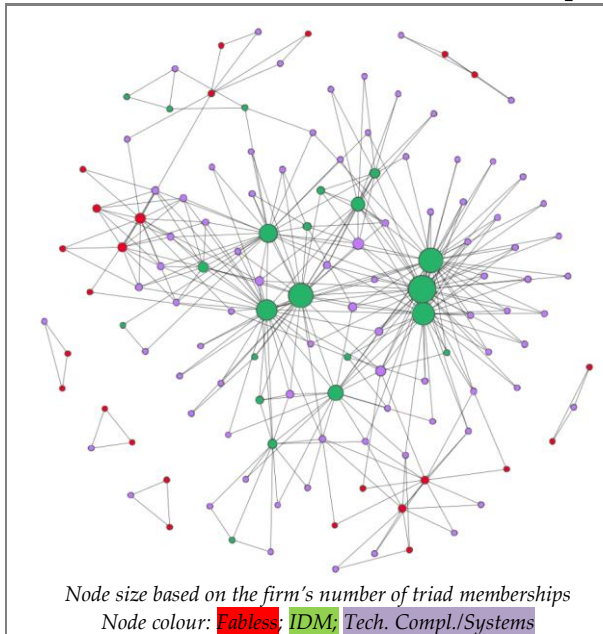 Node size based on the firm's number of triad memberships
Node colour: Fabless; IDM; Tech. Compl./Systems